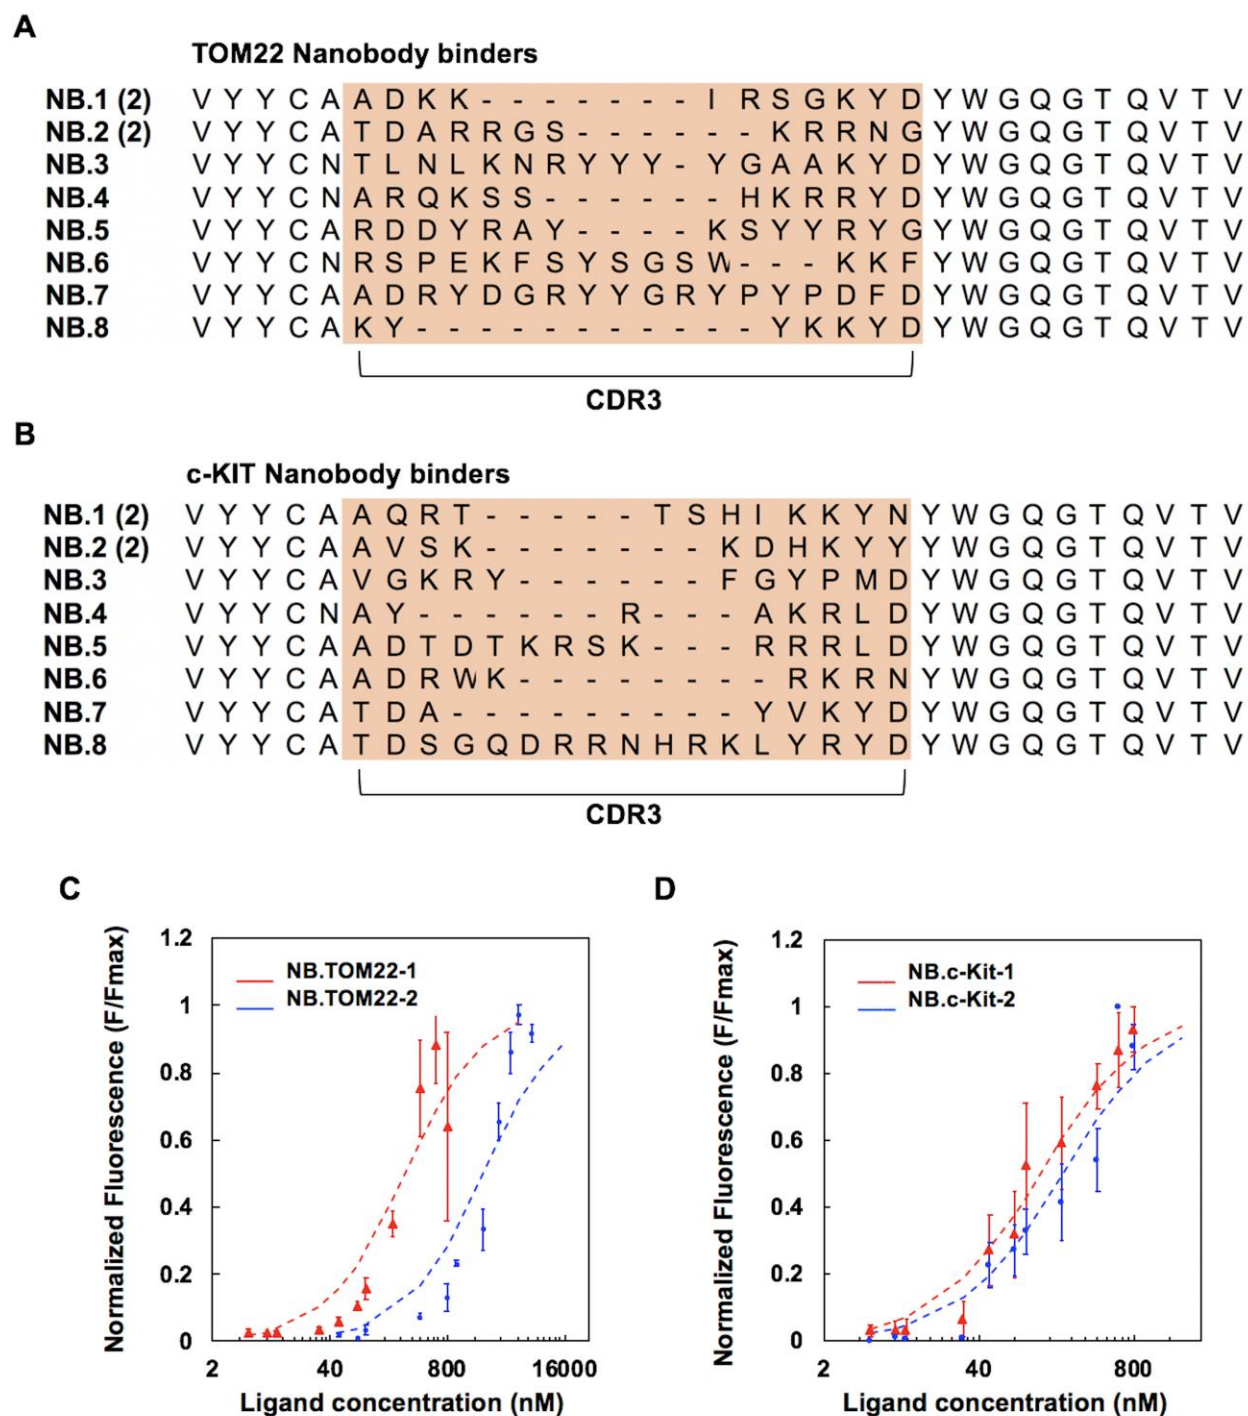 A
TOM22 Nanobody binders
NB.1 (2) V Y Y C A A D K K - - - - - - - I R S G K Y D Y W G Q G T Q V T V
NB.2 (2) V Y Y C A T D A R R G S - - - - - - K R R N G Y W G Q G T Q V T V
NB.3 V Y Y C N T L N L K N R Y Y Y - Y G A A K Y D Y W G Q G T Q V T V
NB.4 V Y Y C N A R Q K S S - - - - - - H K R R Y D Y W G Q G T Q V T V
NB.5 V Y Y C A R D D Y R A Y - - - - K S Y Y R Y G Y W G Q G T Q V T V
NB.6 V Y Y C N R S P E K F S Y S G S W - - - K K F Y W G Q G T Q V T V
NB.7 V Y Y C A A D R Y D G R Y Y G R Y P Y P D F D Y W G Q G T Q V T V
NB.8 V Y Y C A K Y - - - - - - - - - - - Y K K Y D Y W G Q G T Q V T V
CDR3
B
c-KIT Nanobody binders
NB.1 (2) V Y Y C A A Q R T - - - - - T S H I K K Y N Y W G Q G T Q V T V
NB.2 (2) V Y Y C A A V S K - - - - - - - K D H K Y Y Y W G Q G T Q V T V
NB.3 V Y Y C A V G K R Y - - - - - - F G Y P M D Y W G Q G T Q V T V
NB.4 V Y Y C N A Y - - - - - - R - - - A K R L D Y W G Q G T Q V T V
NB.5 V Y Y C A A D T D T K R S K - - - R R R L D Y W G Q G T Q V T V
NB.6 V Y Y C A A D R W K - - - - - - - - R K R N Y W G Q G T Q V T V
NB.7 V Y Y C A T D A - - - - - - - - - Y V K Y D Y W G Q G T Q V T V
NB.8 V Y Y C A T D S G Q D R R N H R K L Y R Y D Y W G Q G T Q V T V
CDR3
C
Normalized Fluorescence (F/Fmax)
1.2
1
0.8
0.6
0.4
0.2
0
NB.TOM22-1
NB.TOM22-2
2 40 800 16000
Ligand concentration (nM)
D
Normalized Fluorescence (F/Fmax)
1.2
1
0.8
0.6
0.4
0.2
0
NB.c-Kit-1
NB.c-Kit-2
2 40 800
Ligand concentration (nM)